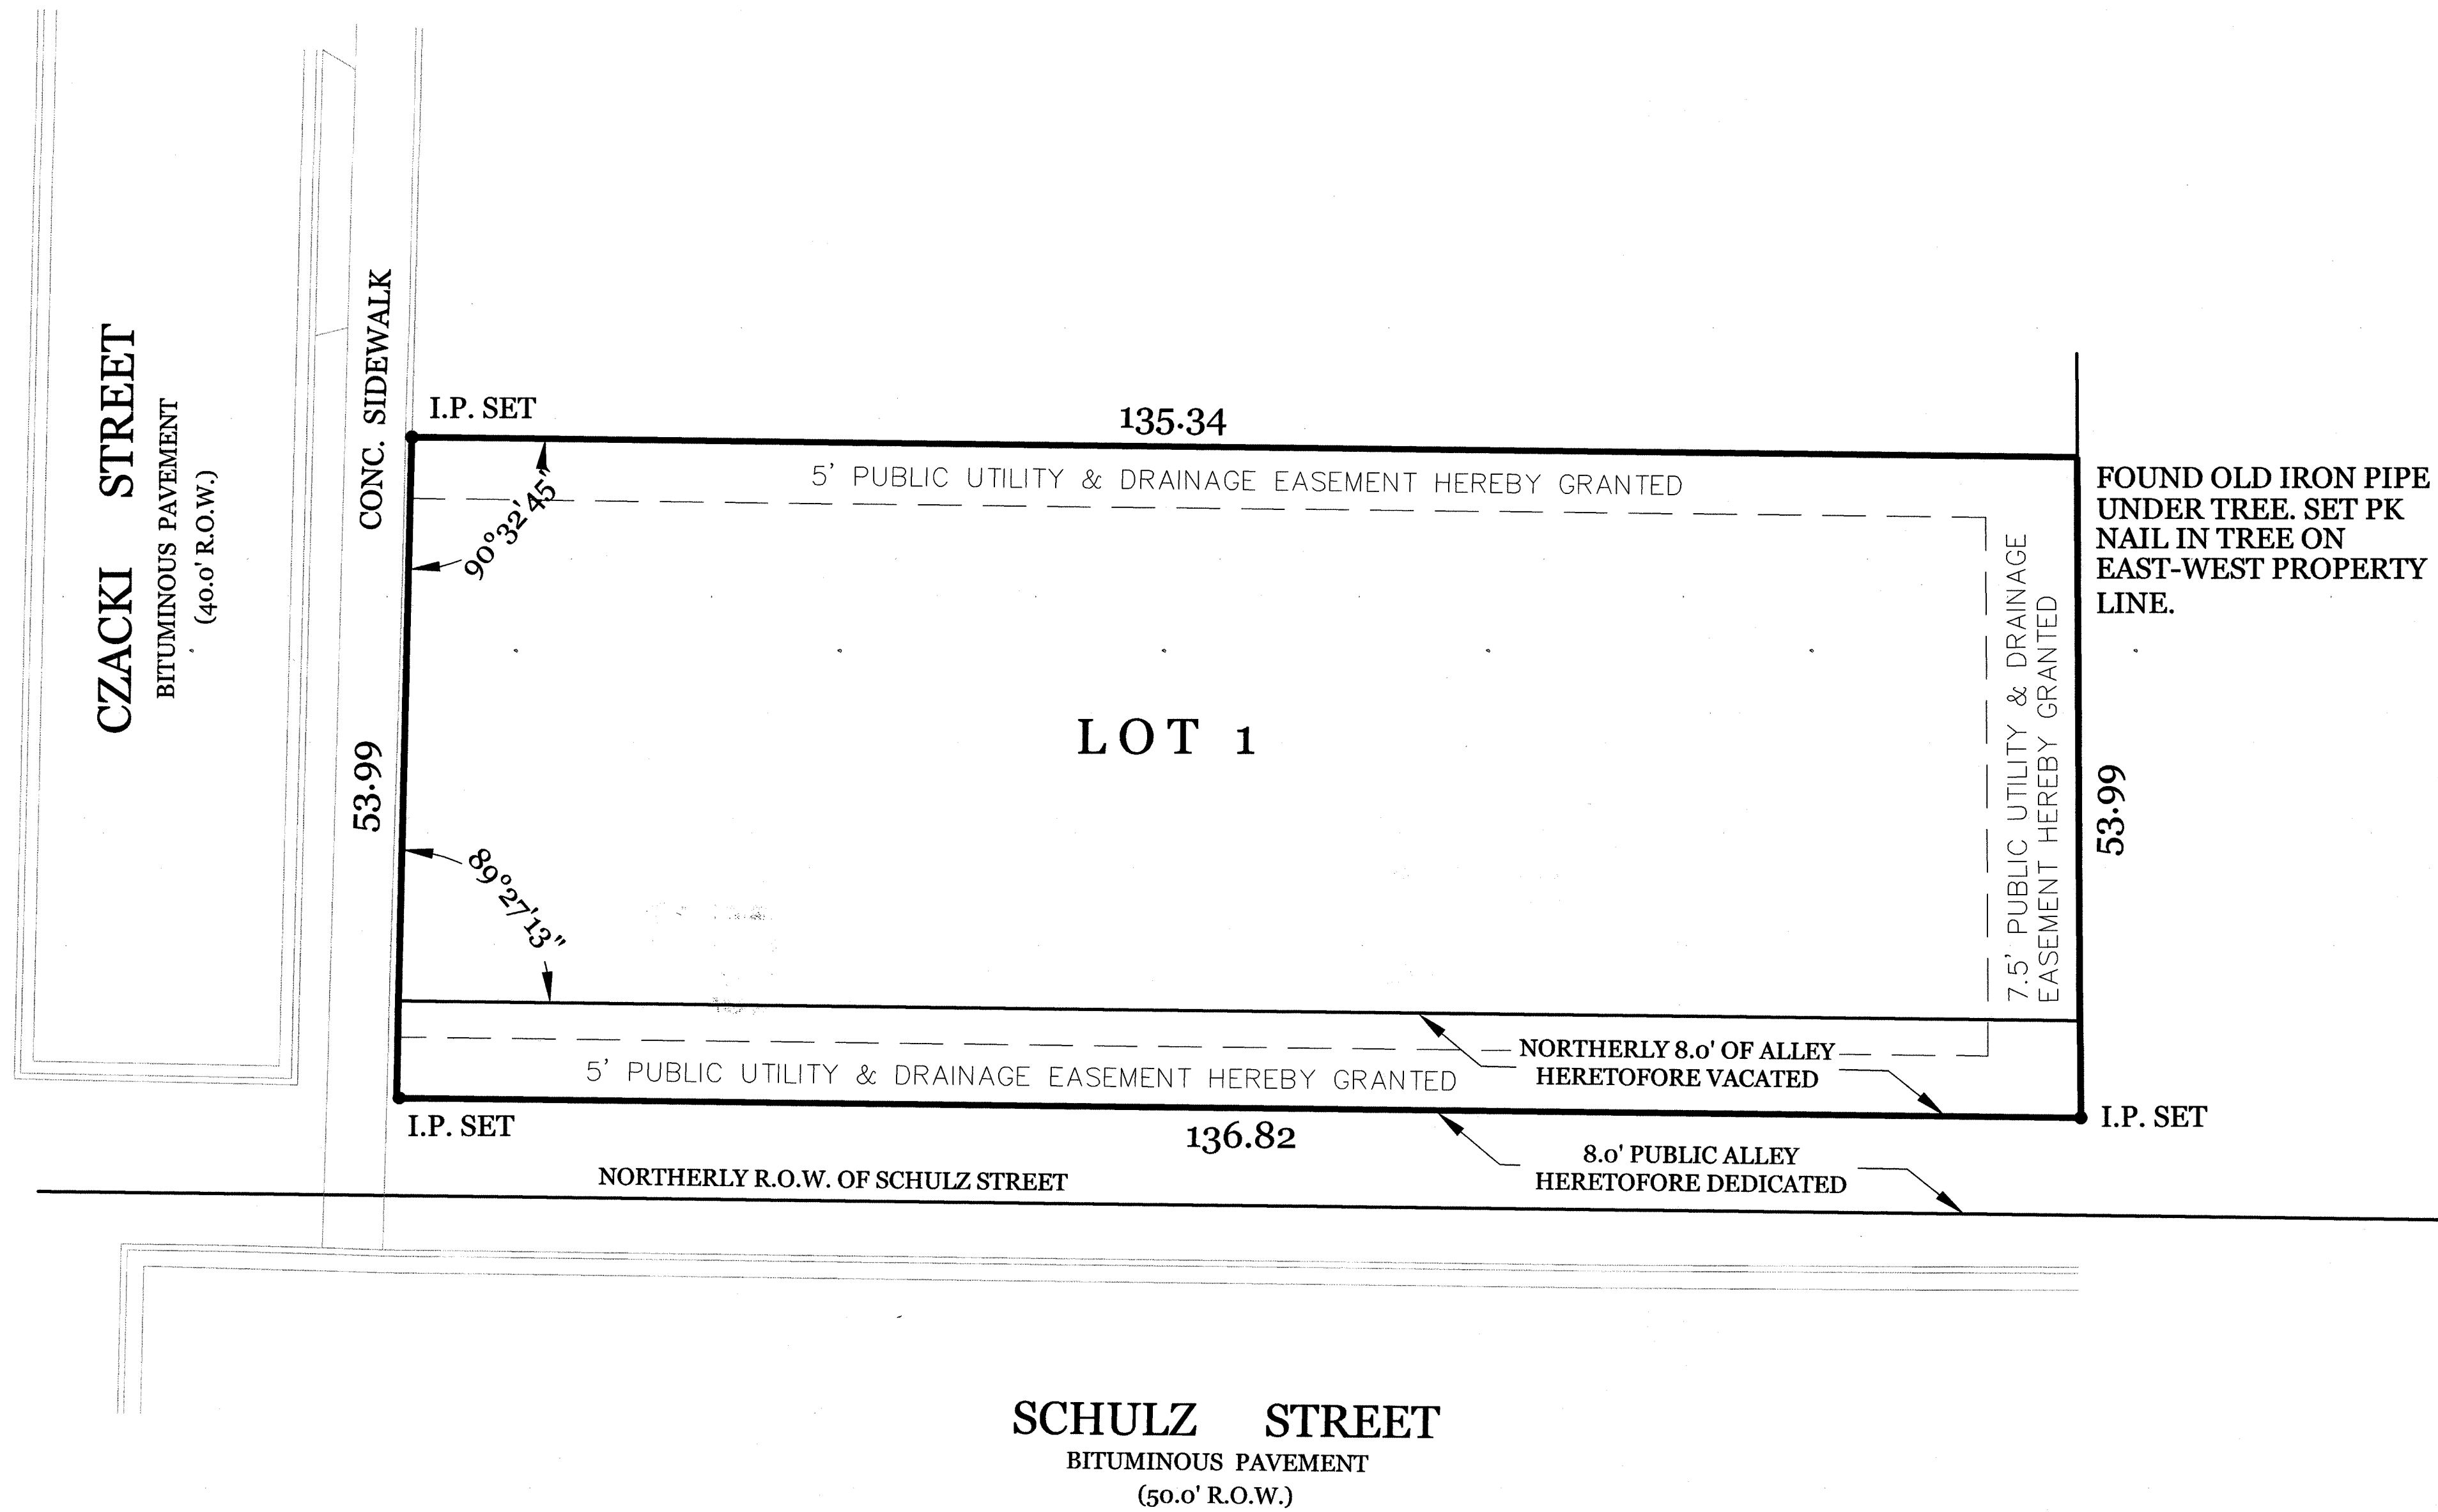 CZACKI STREET
BITUMINOUS PAVEMENT
(40.0' R.O.W.)
CONC. SIDEWALK
I.P. SET
135.34
5' PUBLIC UTILITY & DRAINAGE EASEMENT HEREBY GRANTED
90°32'45"
FOUND OLD IRON PIPE
UNDER TREE. SET PK
NAIL IN TREE ON
EAST-WEST PROPERTY
LINE.
7.5' PUBLIC UTILITY & DRAINAGE
EASEMENT HEREBY GRANTED
LOT 1
53.99
53.99
89°27'13"
NORTHERLY 8.0' OF ALLEY
HERETOFORE VACATED
5' PUBLIC UTILITY & DRAINAGE EASEMENT HEREBY GRANTED
I.P. SET
136.82
I.P. SET
8.0' PUBLIC ALLEY
HERETOFORE DEDICATED
NORTHERLY R.O.W. OF SCHULZ STREET
SCHULZ STREET
BITUMINOUS PAVEMENT
(50.0' R.O.W.)